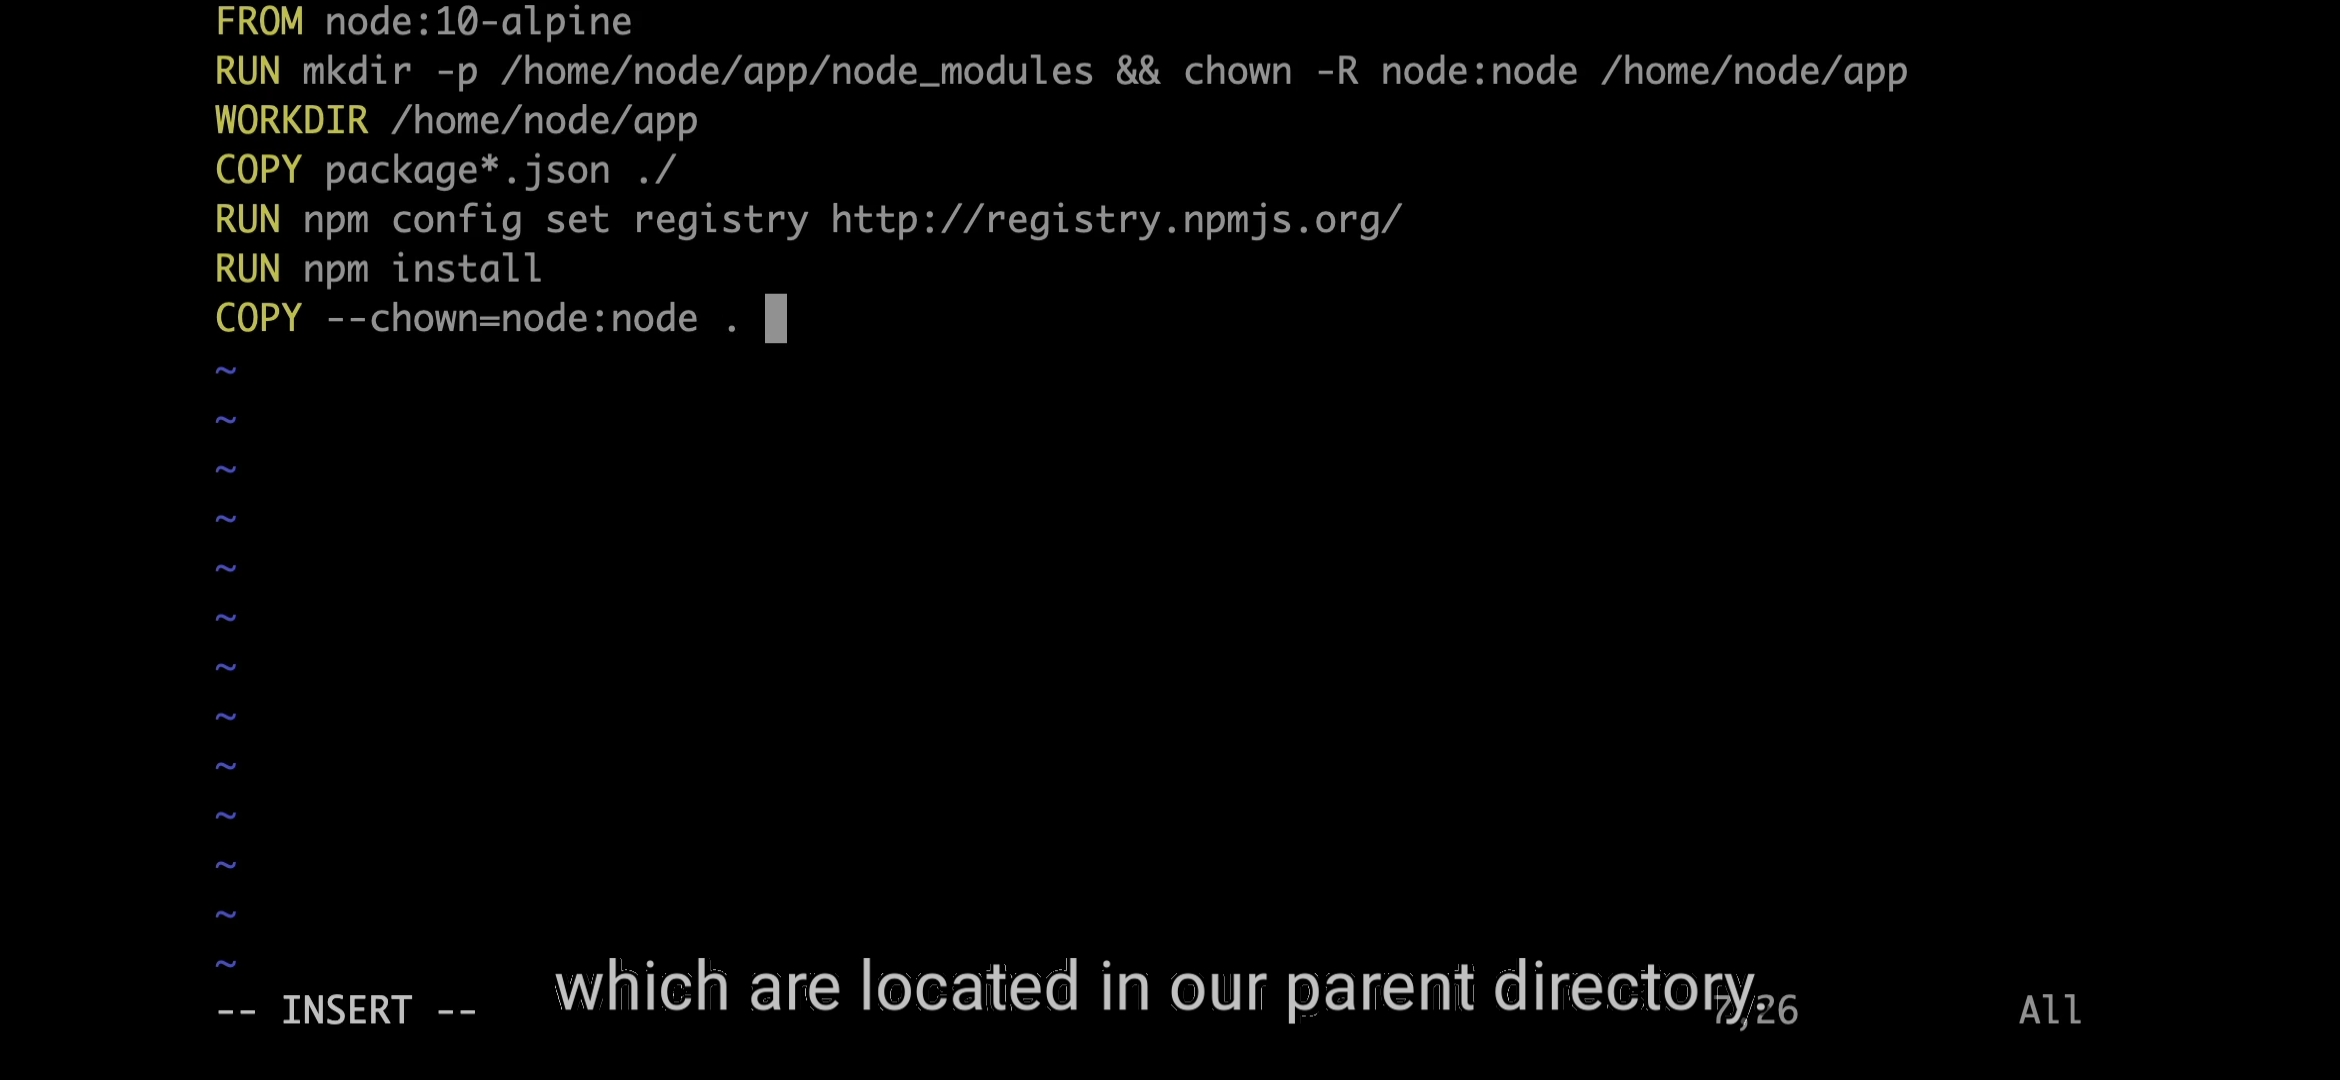 FROM node:10-alpine
RUN mkdir -p /home/node/app/node_modules && chown -R node:node /home/node/app
WORKDIR /home/node/app
COPY package*.json ./
RUN npm config set registry http://registry.npmjs.org/
RUN npm install
COPY --chown=node:node .
~
~
~
~
~
~
~
~
~
~
~
~
~
which are located in our parent directory.
-- INSERT -- 7,26 All